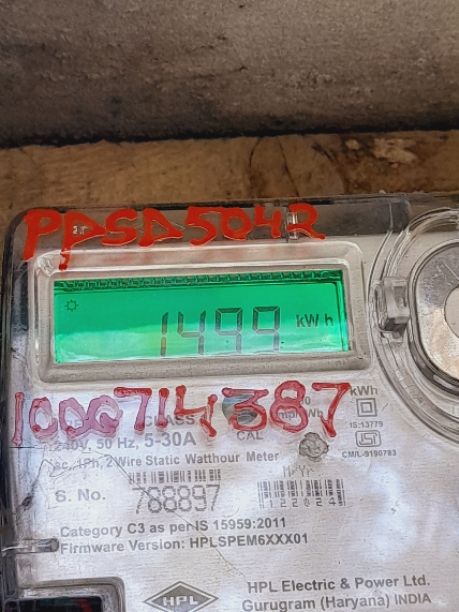 PPSD5042
1499 kWh
1000714387
kWh
CLASS
240V, 50 Hz, 5-30A
CAL
IS:13779
ac, 1Ph, 2 Wire Static Watthour Meter
CM/L-9190783
S. No. 788897
122024
Category C3 as per IS 15959:2011
Firmware Version: HPLSPEM6XXX01
HPL
HPL Electric & Power Ltd.
Gurugram (Haryana) INDIA